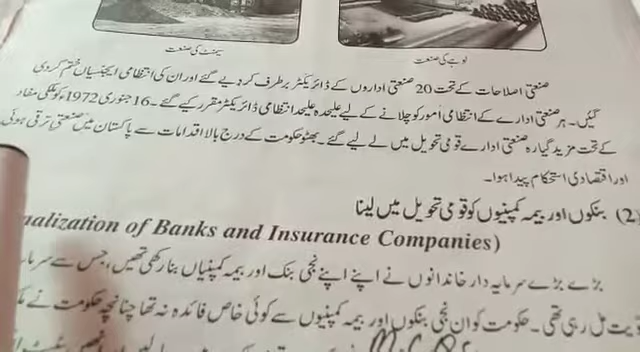 سیمنٹ کی صنعت
لوہے کی صنعت
صنعتی اصلاحات کے تحت 20 صنعتی اداروں کے ڈائریکٹر برطرف کر دیے گئے اور ان کی انتظامی ایجنسیاں ختم کر دی
گئیں۔ ہر صنعتی ادارے کے انتظامی امور کو چلانے کے لیے علیحدہ علیحدہ انتظامی ڈائریکٹر مقرر کیے گئے۔ 16 جنوری 1972ء کو ملکی مفاد
کے تحت مزید گیارہ صنعتی ادارے قومی تحویل میں لے لیے گئے۔ بھٹو حکومت کے درج بالا اقدامات سے پاکستان میں صنعتی ترقی ہوئی
اور اقتصادی استحکام پیدا ہوا۔
(2) بنکوں اور بیمہ کمپنیوں کو قومی تحویل میں لینا
nalization of Banks and Insurance Companies)
بڑے بڑے سرمایہ دار خاندانوں نے اپنے اپنے نجی بنک اور بیمہ کمپنیاں بنا رکھی تھیں، جس سے
مل رہی تھی۔ حکومت کو ان نجی بنکوں اور بیمہ کمپنیوں سے کوئی خاص فائدہ نہ تھا چنانچہ حکومت نے